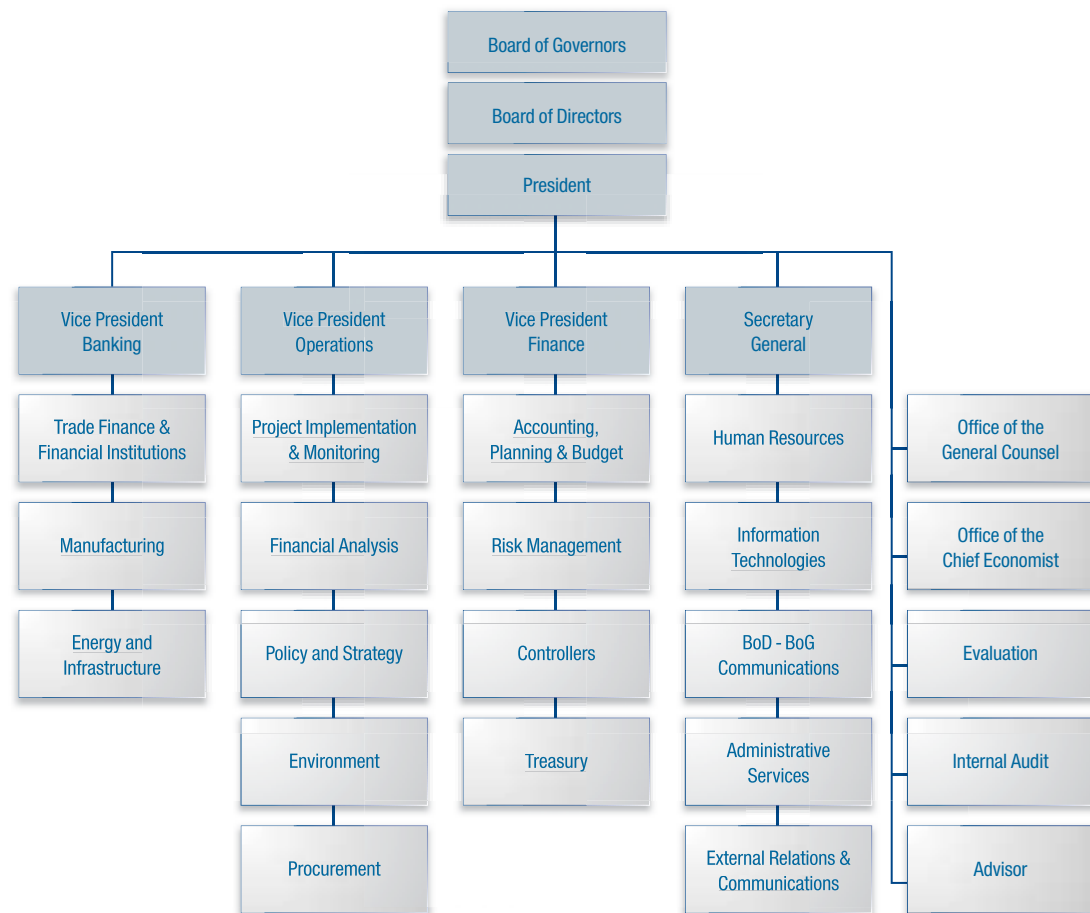 Board of Governors
Board of Directors
President
Vice President
Banking
Vice President
Operations
Vice President
Finance
Secretary
General
Trade Finance &
Financial Institutions
Manufacturing
Energy and
Infrastructure
Project Implementation
& Monitoring
Financial Analysis
Policy and Strategy
Environment
Procurement
Accounting,
Planning & Budget
Risk Management
Controllers
Treasury
Human Resources
Information
Technologies
BoD - BoG
Communications
Administrative
Services
External Relations &
Communications
Office of the
General Counsel
Office of the
Chief Economist
Evaluation
Internal Audit
Advisor